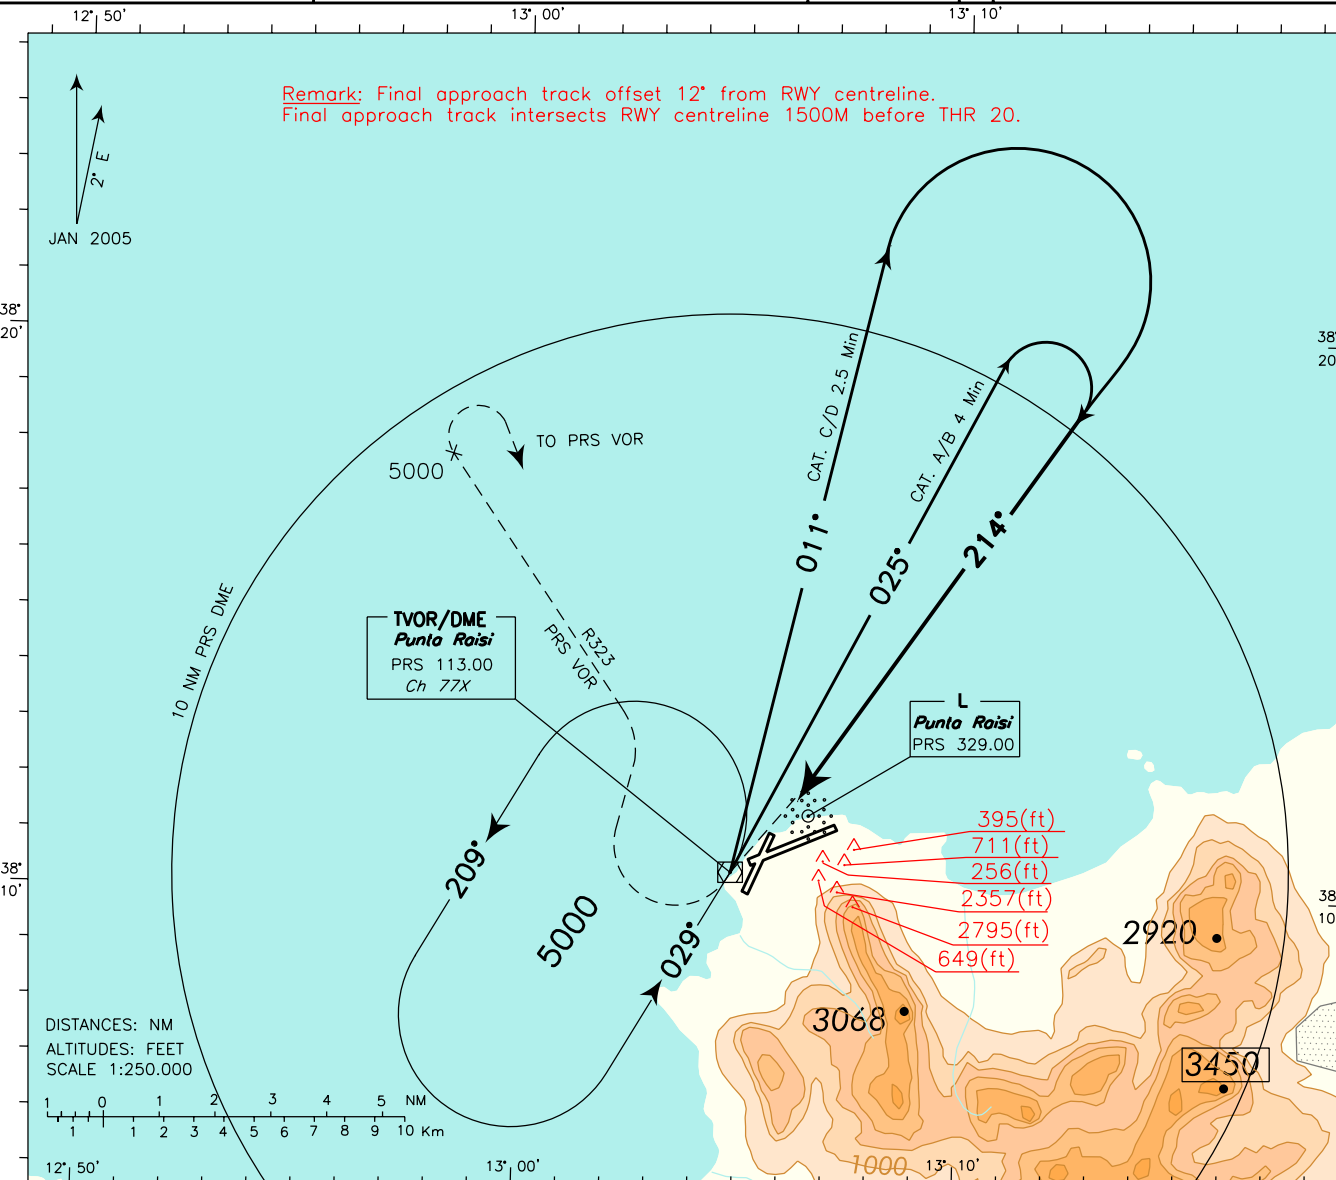 12° 50'
13° 00'
13° 10'
Remark: Final approach track offset 12° from RWY centreline.
Final approach track intersects RWY centreline 1500M before THR 20.
2° E
JAN 2005
38°
20'
38°
20
CAT. C/D 2.5 Min
CAT. A/B 4 Min
TO PRS VOR
5000
011°
025°
214°
10 NM PRS DME
R323
PRS VOR
TVOR/DME
Punta Raisi
PRS 113.00
Ch 77X
L
Punta Raisi
PRS 329.00
395(ft)
711(ft)
256(ft)
2357(ft)
2795(ft)
649(ft)
209°
38°
10'
38
10
5000
029°
2920
3068
3450
DISTANCES: NM
ALTITUDES: FEET
SCALE 1:250.000
1 0 1 2 3 4 5 NM
1 1 2 3 4 5 6 7 8 9 10 Km
1000
12° 50'
13° 00'
13° 10'